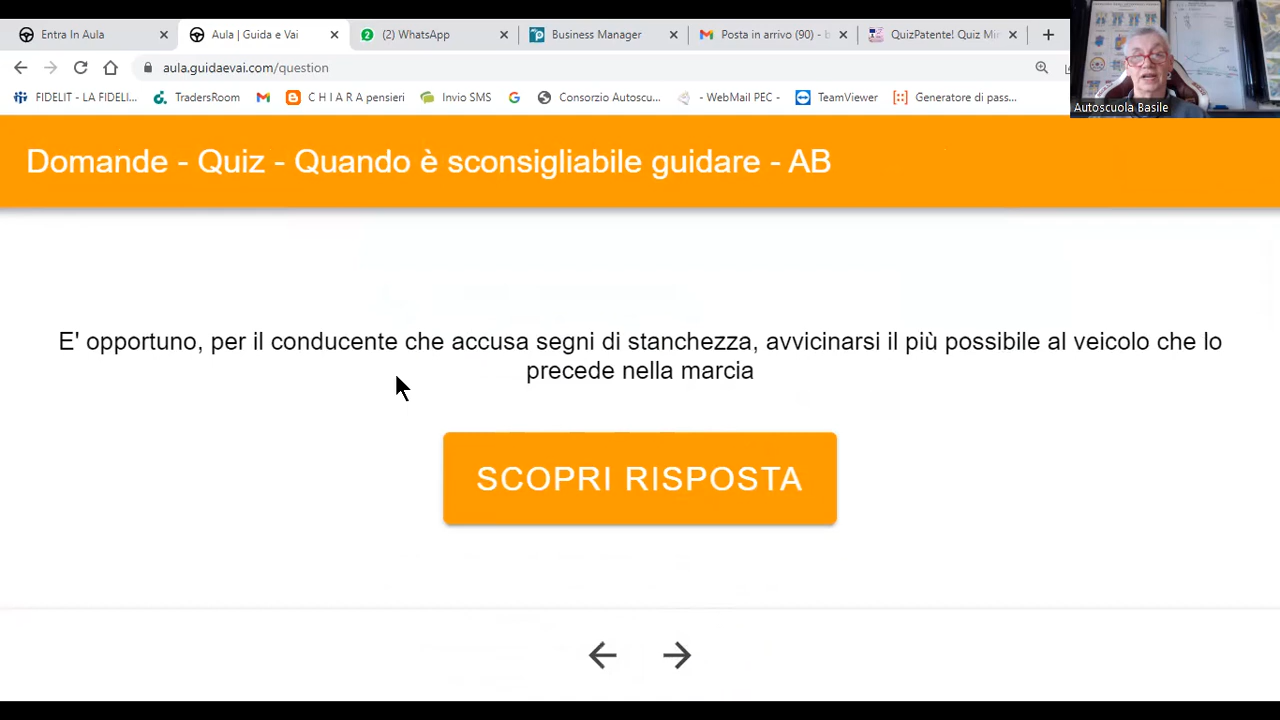 Entra In Aula
Aula | Guida e Vai
(2) WhatsApp
Business Manager
Posta in arrivo (90) - b
QuizPatente! Quiz Min
aula.guidaevai.com/question
FIDELIT - LA FIDELI...
TradersRoom
C H I A R A pensieri
Invio SMS
Consorzio Autoscu...
- WebMail PEC -
TeamViewer
Generatore di pass...
Autoscuola Basile
Domande - Quiz - Quando è sconsigliabile guidare - AB
E' opportuno, per il conducente che accusa segni di stanchezza, avvicinarsi il più possibile al veicolo che lo
precede nella marcia
SCOPRI RISPOSTA